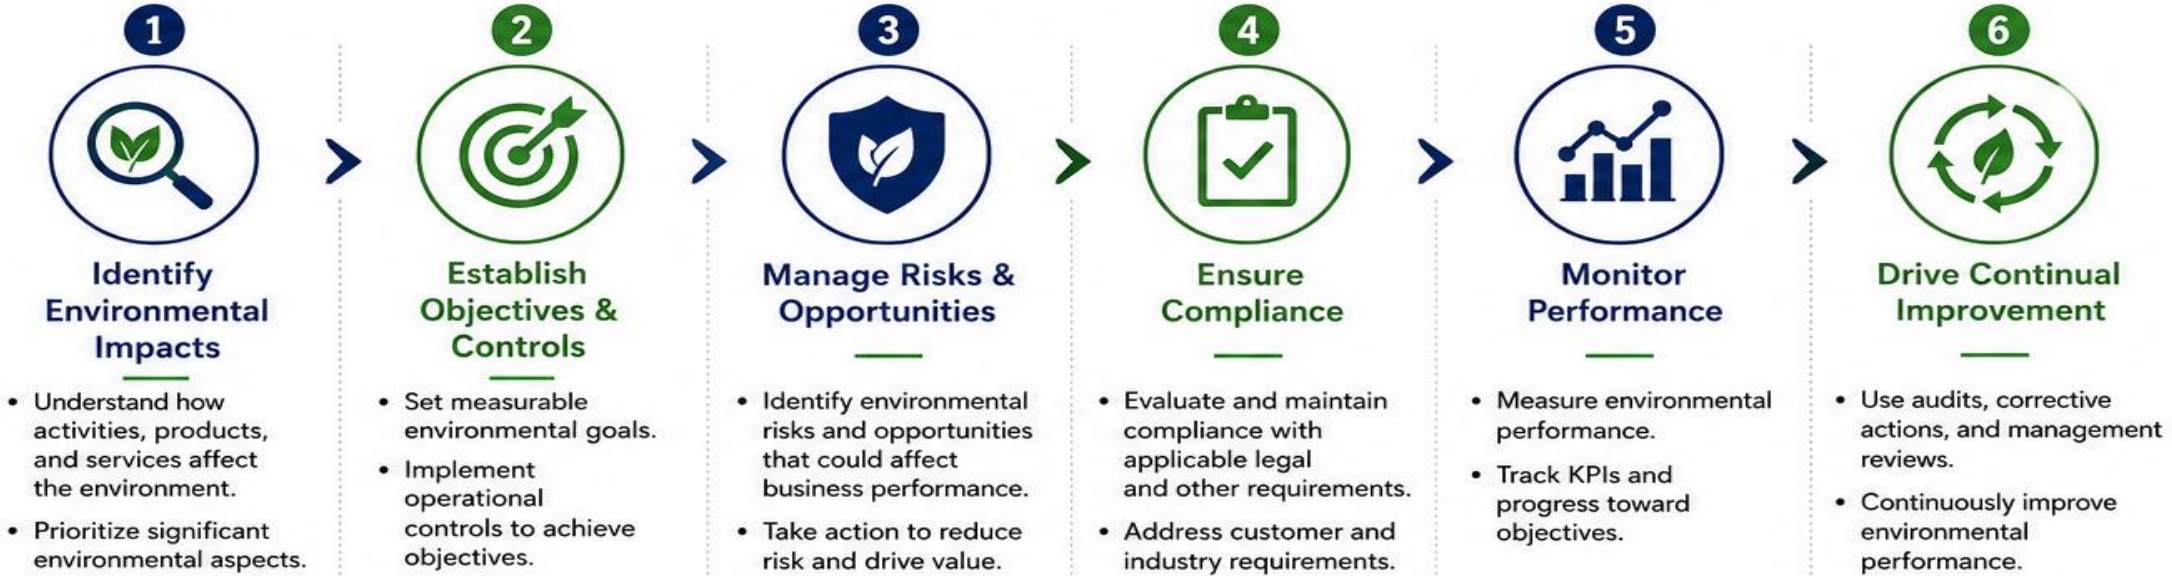 1
Identify
Environmental
Impacts
• Understand how
activities, products,
and services affect
the environment.
• Prioritize significant
environmental aspects.
2
Establish
Objectives &
Controls
• Set measurable
environmental goals.
• Implement
operational
controls to achieve
objectives.
3
Manage Risks &
Opportunities
• Identify environmental
risks and opportunities
that could affect
business performance.
• Take action to reduce
risk and drive value.
4
Ensure
Compliance
• Evaluate and maintain
compliance with
applicable legal
and other requirements.
• Address customer and
industry requirements.
5
Monitor
Performance
• Measure environmental
performance.
• Track KPIs and
progress toward
objectives.
6
Drive Continual
Improvement
• Use audits, corrective
actions, and management
reviews.
• Continuously improve
environmental
performance.